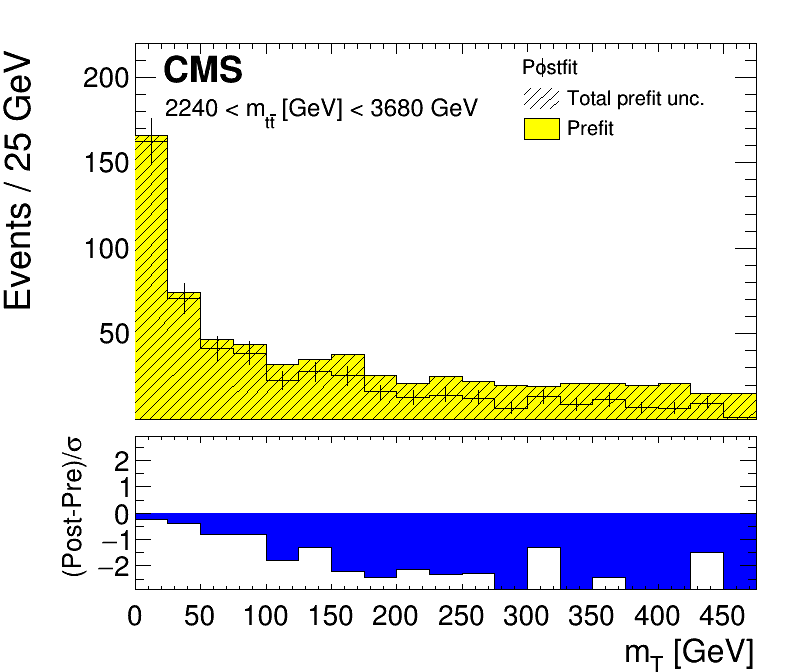 Events / 25 GeV
200
150
100
50
CMS
2240 < m_tt̄ [GeV] < 3680 GeV
Postfit
Total prefit unc.
Prefit
(Post-Pre)/σ
2
1
0
−1
−2
0 50 100 150 200 250 300 350 400 450
m_T [GeV]